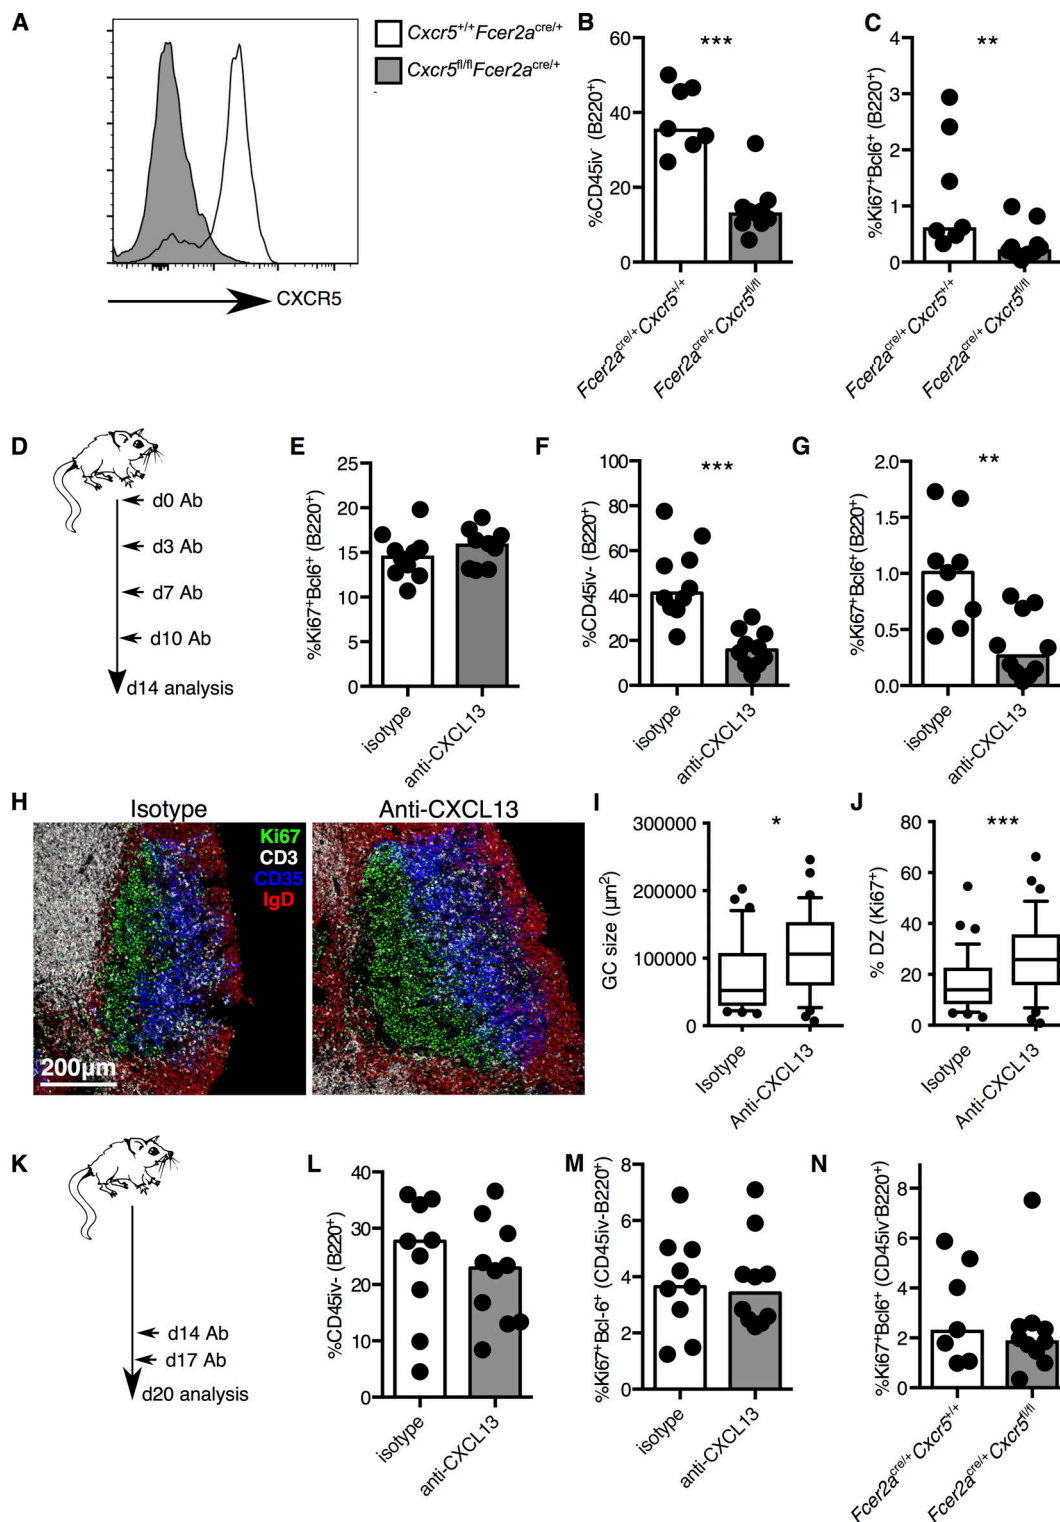 A
Cxcr5+/+Fcer2acre/+
Cxcr5fl/flFcer2acre/+
CXCR5
B
***
%CD45iv- (B220+)
60
40
20
0
Fcer2acre/+Cxcr5+/+
Fcer2acre/+Cxcr5fl/fl
C
**
%Ki67+Bcl6+ (B220+)
4
3
2
1
0
Fcer2acre/+Cxcr5+/+
Fcer2acre/+Cxcr5fl/fl
D
d0 Ab
d3 Ab
d7 Ab
d10 Ab
d14 analysis
E
%Ki67+Bcl6+ (B220+)
25
20
15
10
5
0
isotype
anti-CXCL13
F
***
%CD45iv- (B220+)
100
80
60
40
20
0
isotype
anti-CXCL13
G
**
%Ki67+Bcl6+(B220+)
2.0
1.5
1.0
0.5
0.0
isotype
anti-CXCL13
H
Isotype
Anti-CXCL13
Ki67
CD3
CD35
IgD
200μm
I
*
GC size (μm2)
300000
200000
100000
0
Isotype
Anti-CXCL13
J
***
% DZ (Ki67+)
80
60
40
20
0
Isotype
Anti-CXCL13
K
d14 Ab
d17 Ab
d20 analysis
L
%CD45iv- (B220+)
40
30
20
10
0
isotype
anti-CXCL13
M
%Ki67+Bcl-6+ (CD45iv-B220+)
8
6
4
2
0
isotype
anti-CXCL13
N
%Ki67+Bcl6+ (CD45iv-B220+)
8
6
4
2
0
Fcer2acre/+Cxcr5+/+
Fcer2acre/+Cxcr5fl/fl